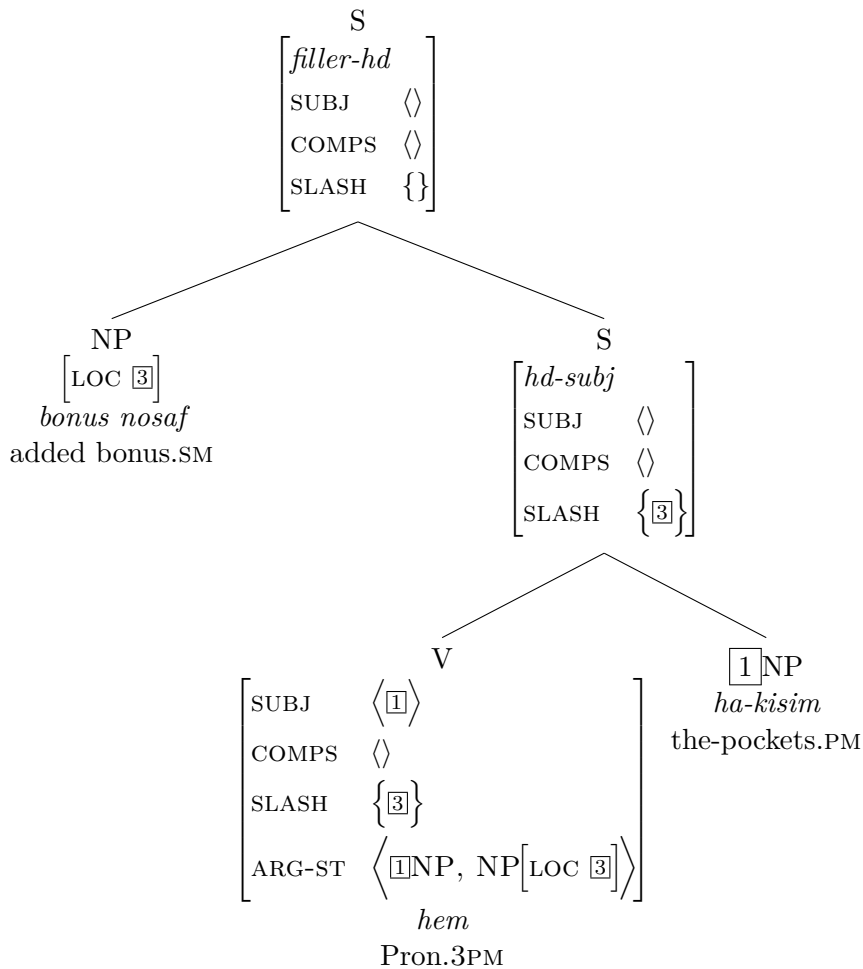 S
filler-hd
SUBJ ⟨⟩
COMPS ⟨⟩
SLASH {}
NP
[LOC 3]
bonus nosaf
added bonus.SM
S
hd-subj
SUBJ ⟨⟩
COMPS ⟨⟩
SLASH {3}
V
SUBJ ⟨1⟩
COMPS ⟨⟩
SLASH {3}
ARG-ST ⟨1NP, NP[LOC 3]⟩
hem
Pron.3PM
1NP
ha-kisim
the-pockets.PM